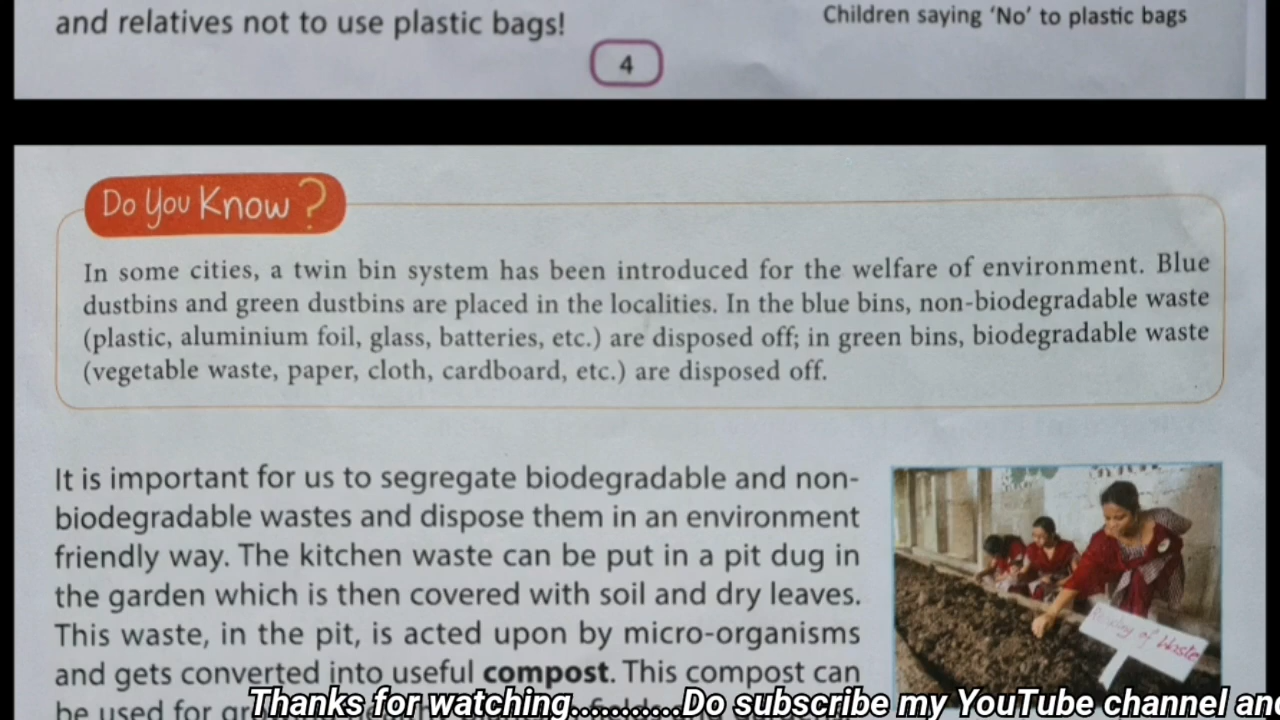 and relatives not to use plastic bags!
Children saying ‘No’ to plastic bags
4
Do You Know ?
In some cities, a twin bin system has been introduced for the welfare of environment. Blue
dustbins and green dustbins are placed in the localities. In the blue bins, non-biodegradable waste
(plastic, aluminium foil, glass, batteries, etc.) are disposed off; in green bins, biodegradable waste
(vegetable waste, paper, cloth, cardboard, etc.) are disposed off.
It is important for us to segregate biodegradable and non-
biodegradable wastes and dispose them in an environment
friendly way. The kitchen waste can be put in a pit dug in
the garden which is then covered with soil and dry leaves.
This waste, in the pit, is acted upon by micro-organisms
and gets converted into useful compost. This compost can
be used for
of Waste
Thanks for watching............Do subscribe my YouTube channel and